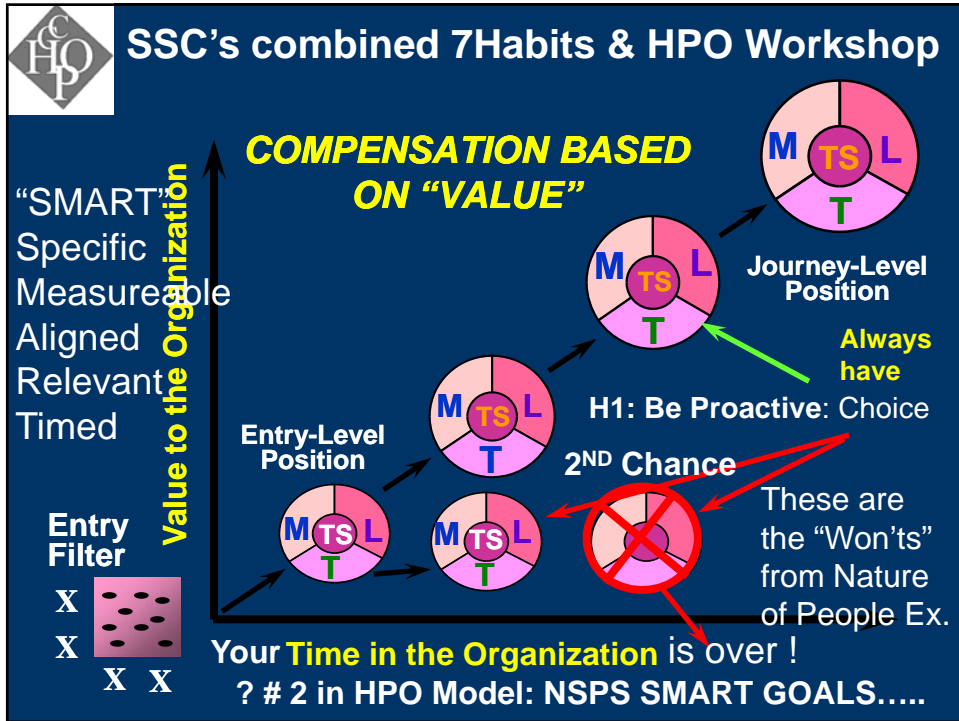 CCHPO
SSC’s combined 7Habits & HPO Workshop
COMPENSATION BASED
ON “VALUE”
“SMART”
Specific
Measureable
Aligned
Relevant
Timed
Value to the Organization
M TS L
T
M TS L
T
Journey-Level
Position
Always
have
H1: Be Proactive: Choice
M TS L
T
Entry-Level
Position
2ND Chance
M TS L
T
M TS L
T
These are
the “Won’ts”
from Nature
of People Ex.
Entry
Filter
X
X
X X
Your Time in the Organization is over !
? # 2 in HPO Model: NSPS SMART GOALS…..